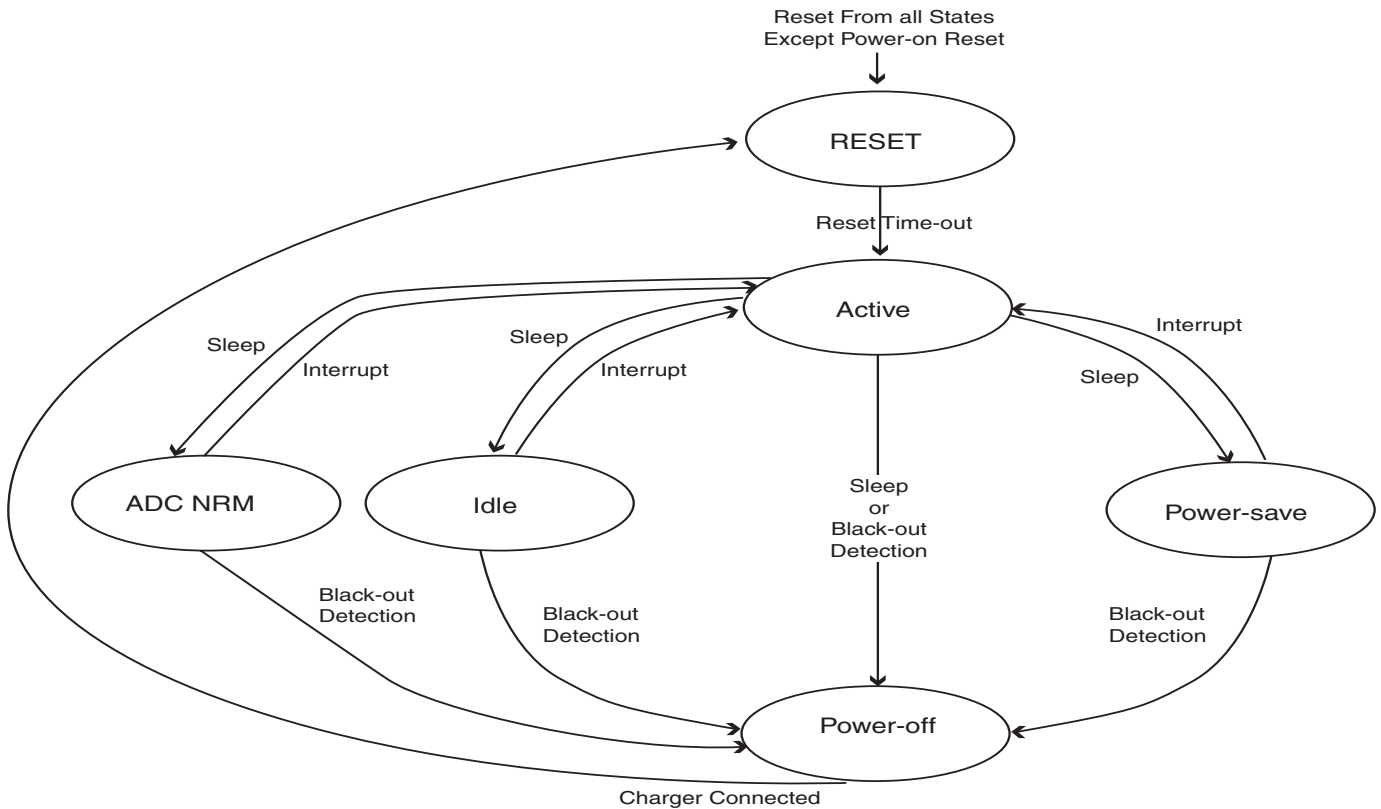 Reset From all States
Except Power-on Reset
RESET
Reset Time-out
Active
Sleep
Interrupt
Sleep
Interrupt
Interrupt
Sleep
ADC NRM
Idle
Sleep
or
Black-out
Detection
Power-save
Black-out
Detection
Black-out
Detection
Black-out
Detection
Power-off
Charger Connected